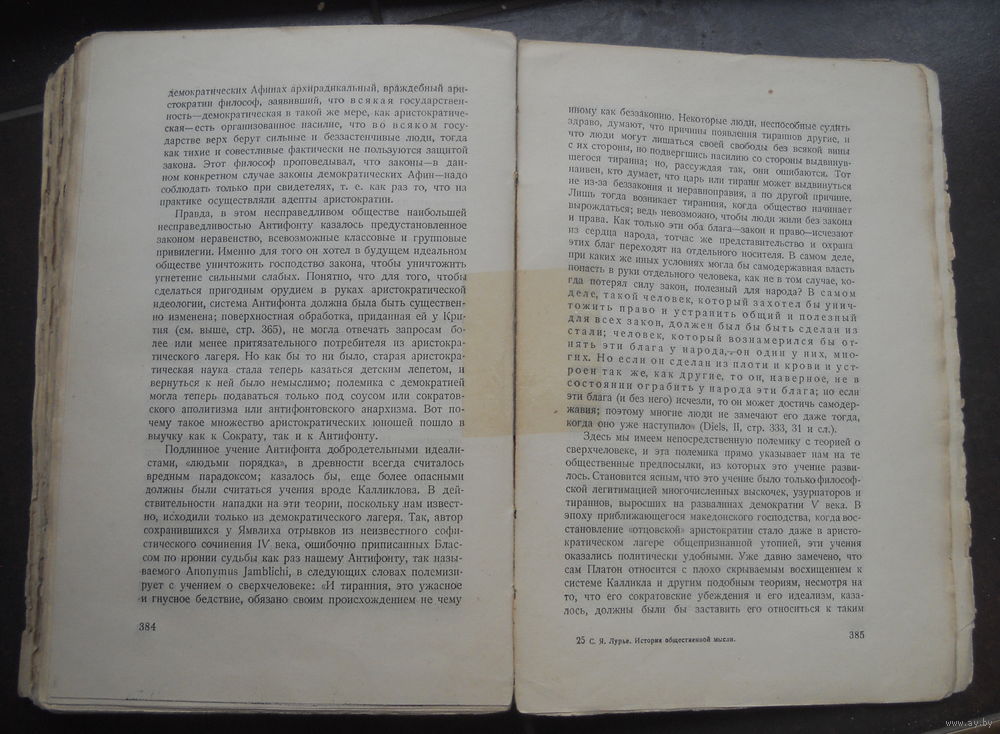 демократических Афинах архирадикальный, враждебный ари-
стократии философ, заявивший, что всякая государствен-
ность—демократическая в такой же мере, как аристократиче-
ская—есть организованное насилие, что во всяком госу-
дарстве верх берут сильные и беззастенчивые люди, тогда
как тихие и совестливые фактически не пользуются защитой
закона. Этот философ проповедывал, что законы—в дан-
ном конкретном случае законы демократических Афин—надо
соблюдать только при свидетелях, т. е. как раз то, что на
практике осуществляли адепты аристократии.
Правда, в этом несправедливом обществе наибольшей
несправедливостью Антифонту казалось предустановленное
законом неравенство, всевозможные классовые и групповые
привилегии. Именно для того он хотел в будущем идеальном
обществе уничтожить господство закона, чтобы уничтожить
угнетение сильными слабых. Понятно, что для того, чтобы
сделаться пригодным орудием в руках аристократической
идеологии, система Антифонта должна была быть существен-
но изменена; поверхностная обработка, приданная ей у Кри-
тия (см. выше, стр. 365), не могла отвечать запросам бо-
лее или менее притязательного потребителя из аристокра-
тического лагеря. Но как бы то ни было, старая аристокра-
тическая наука стала теперь казаться детским лепетом, и
вернуться к ней было немыслимо; полемика с демократией
могла теперь подаваться только под соусом или сократов-
ского аполитизма или антифонтовского анархизма. Вот по-
чему такое множество аристократических юношей пошло в
выучку как к Сократу, так и к Антифонту.
Подлинное учение Антифонта добродетельными идеали-
стами, «людьми порядка», в древности всегда считалось
вредным парадоксом; казалось бы, еще более опасными
должны были считаться учения вроде Калликлова. В дей-
ствительности нападки на эти теории, поскольку нам извест-
но, исходили только из демократического лагеря. Так, автор
сохранившихся у Ямвлиха отрывков из неизвестного софи-
стического сочинения IV века, ошибочно приписанных Блас-
сом по иронии судьбы как раз нашему Антифонту, так назы-
ваемого Anonymus Jamblichi, в следующих словах полемизи-
рует с учением о сверхчеловеке: «И тиранния, это ужасное
и гнусное бедствие, обязано своим происхождением не чему
384
иному как беззаконию. Некоторые люди, неспособные судить
здраво, думают, что причины появления тираннов другие, и
что люди могут лишаться своей свободы без всякой вины
с их стороны, но подвергшись насилию со стороны выдвинув-
шегося тиранна; но, рассуждая так, они ошибаются. Тот
наивен, кто думает, что царь или тиранн может выдвинуться
не из-за беззакония и неравноправия, а по другой причине.
Лишь тогда возникает тиранния, когда общество начинает
вырождаться; ведь невозможно, чтобы люди жили без закона
и права. Как только эти оба блага—закон и право—исчезают
из сердца народа, тотчас же представительство и охрана
этих благ переходят на отдельного носителя. В самом деле,
при каких же иных условиях могла бы самодержавная власть
попасть в руки отдельного человека, как не в том случае, ко-
гда потерял силу закон, полезный для народа? В самом
деле, такой человек, который захотел бы унич-
тожить право и устранить общий и полезный
для всех закон, должен был бы быть сделан из
стали; человек, который вознамерился бы от-
нять эти блага у народа,—он один у них, мно-
гих. Но если он сделан из плоти и крови и уст-
роен так же, как другие, то он, наверное, не в
состоянии ограбить у народа эти блага; но если
эти блага (и без него) исчезли, то он может достичь самодер-
жавия; поэтому многие люди не замечают его даже тогда,
когда оно уже наступило» (Diels, II, стр. 333, 31 и сл.).
Здесь мы имеем непосредственную полемику с теорией о
сверхчеловеке, и эта полемика прямо указывает нам на те
общественные предпосылки, из которых это учение разви-
лось. Становится ясным, что это учение было только философ-
ской легитимацией многочисленных выскочек, узурпаторов и
тираннов, выросших на развалинах демократии V века. В
эпоху приближающегося македонского господства, когда вос-
становление «отцовской» аристократии стало даже в аристо-
кратическом лагере общепризнанной утопией, эти учения
оказались политически удобными. Уже давно замечено, что
сам Платон относится с плохо скрываемым восхищением к
системе Калликла и другим подобным теориям, несмотря на
то, что его сократовские убеждения и его идеализм, каза-
лось, должны были бы заставить его относиться к таким
25 С. Я. Лурье. История общественной мысли.
385
www.ay.by